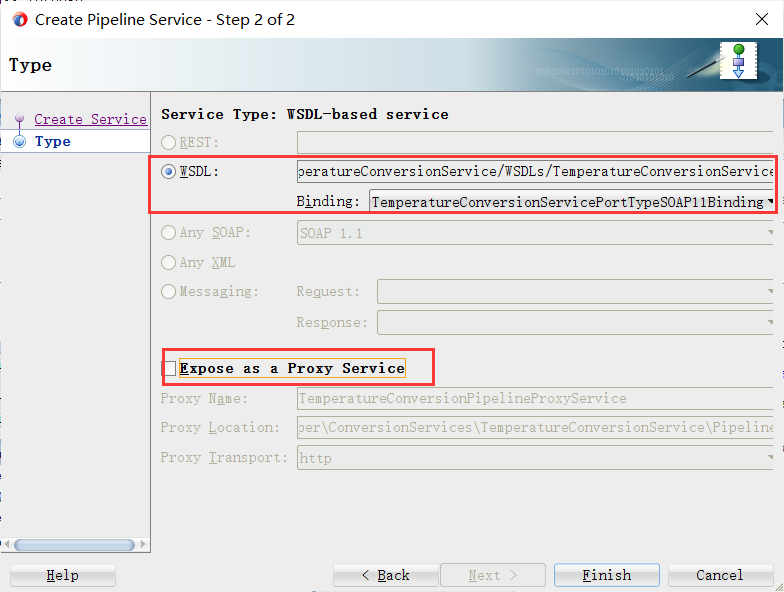 Create Pipeline Service - Step 2 of 2
Type
Create Service
Type
Service Type: WSDL-based service
REST:
WSDL: peratureConversionService/WSDLs/TemperatureConversionService
Binding: TemperatureConversionServicePortTypeSOAP11Binding
Any SOAP: SOAP 1.1
Any XML
Messaging: Request:
Response:
Expose as a Proxy Service
Proxy Name: TemperatureConversionPipelineProxyService
Proxy Location: per\ConversionServices\TemperatureConversionService\Pipeline
Proxy Transport: http
Help < Back Next > Finish Cancel